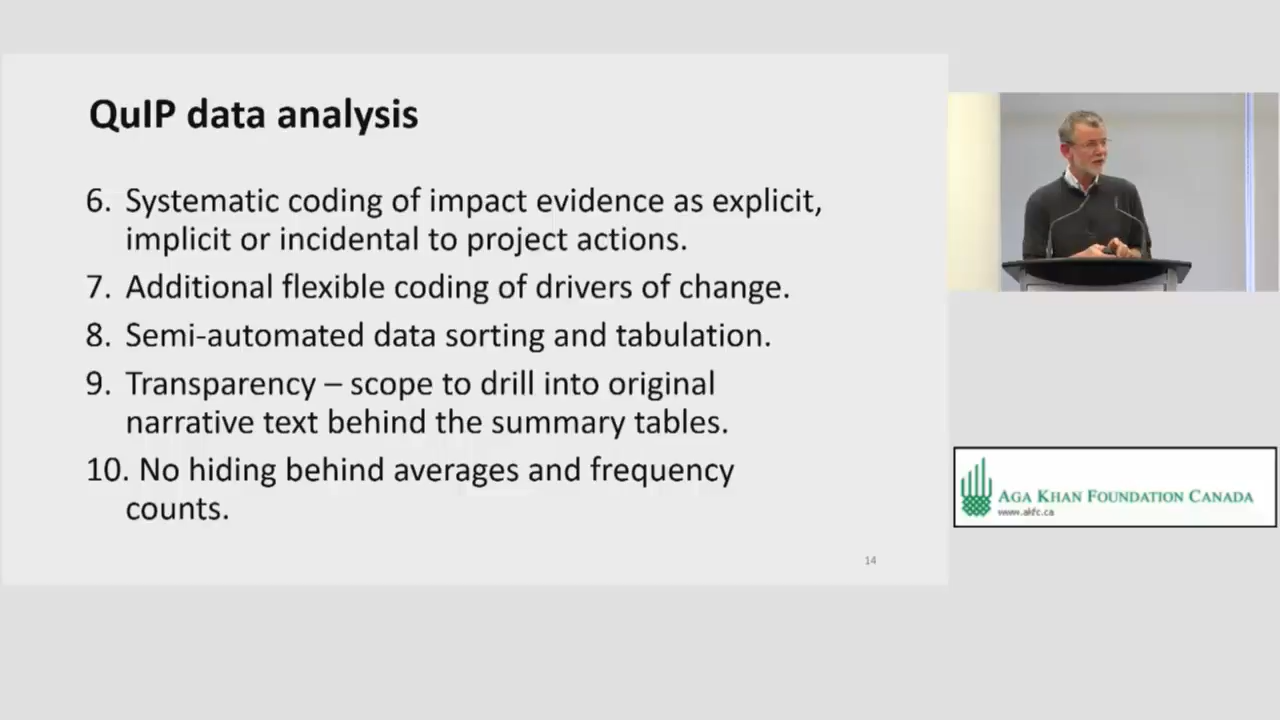 QuIP data analysis
6. Systematic coding of impact evidence as explicit,
implicit or incidental to project actions.
7. Additional flexible coding of drivers of change.
8. Semi-automated data sorting and tabulation.
9. Transparency – scope to drill into original
narrative text behind the summary tables.
10. No hiding behind averages and frequency
counts.
14
AGA KHAN FOUNDATION CANADA
www.akfc.ca